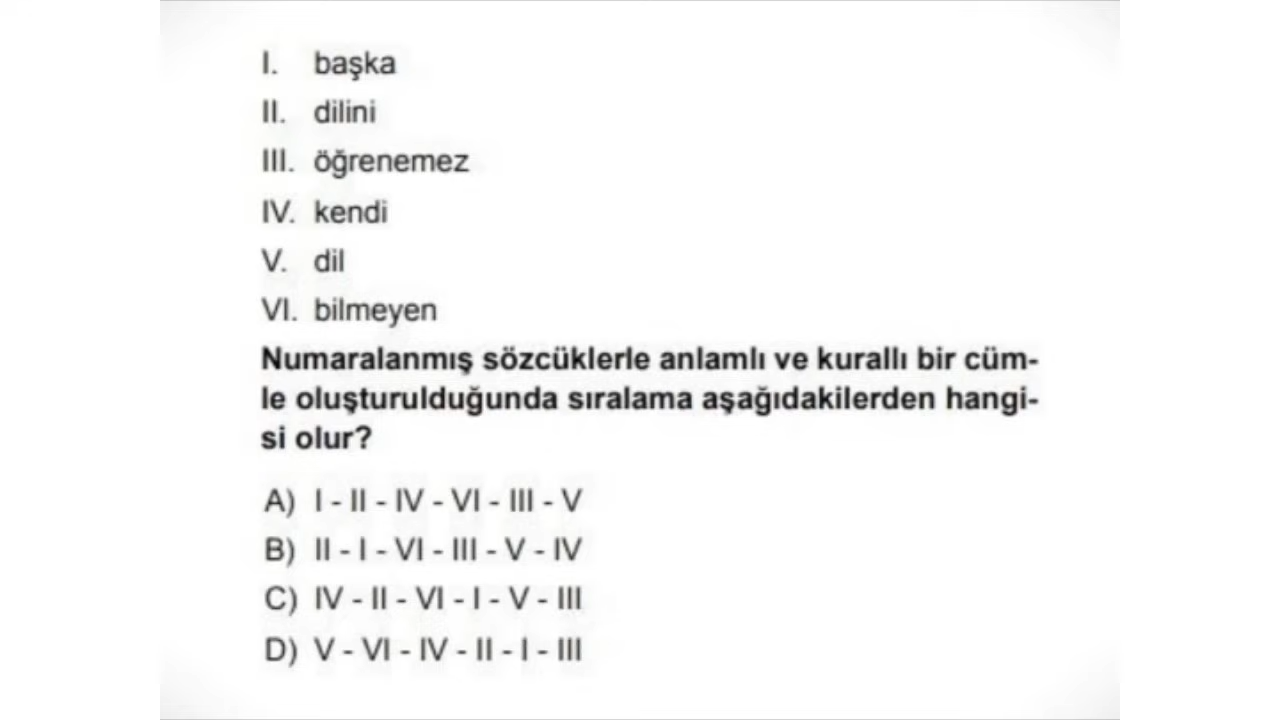 I. başka
II. dilini
III. öğrenemez
IV. kendi
V. dil
VI. bilmeyen
Numaralanmış sözcüklerle anlamlı ve kurallı bir cüm-
le oluşturulduğunda sıralama aşağıdakilerden hangi-
si olur?
A) I - II - IV - VI - III - V
B) II - I - VI - III - V - IV
C) IV - II - VI - I - V - III
D) V - VI - IV - II - I - III